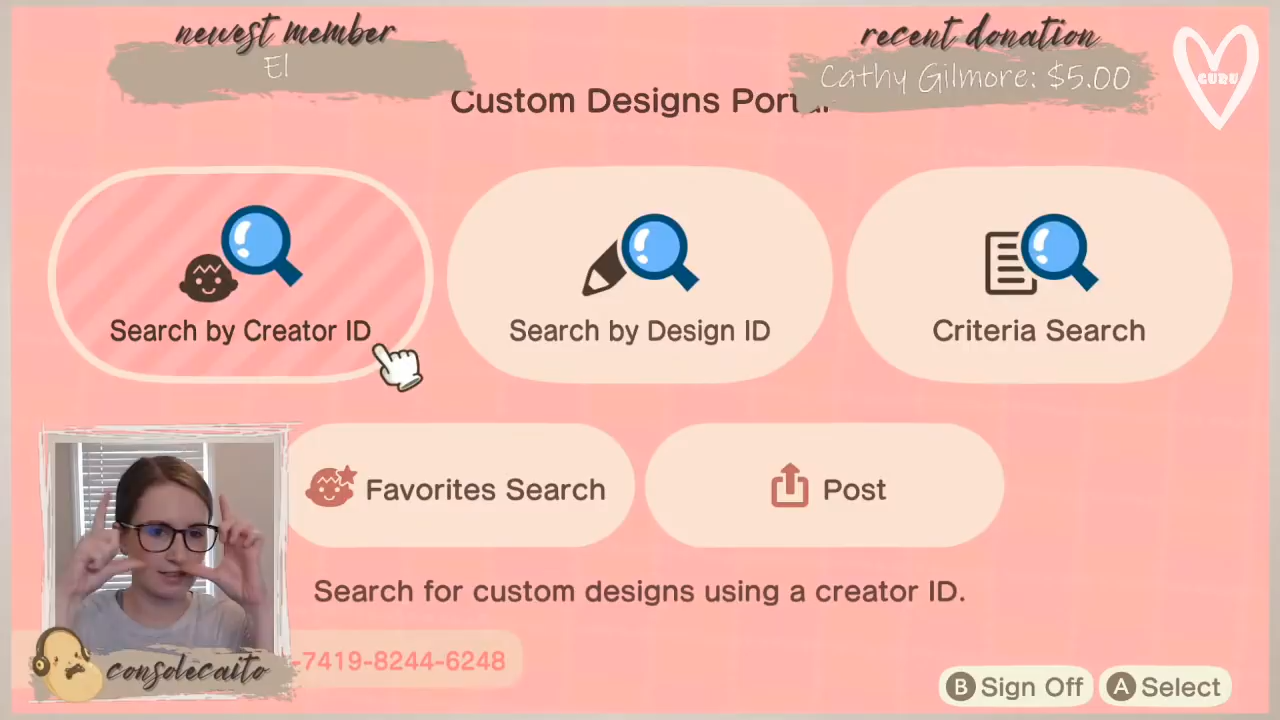 newest member
El
recent donation
Cathy Gilmore: $5.00
GURU
Custom Designs Portal
Search by Creator ID
Search by Design ID
Criteria Search
Favorites Search
Post
Search for custom designs using a creator ID.
-7419-8244-6248
consolecaito
B Sign Off
A Select